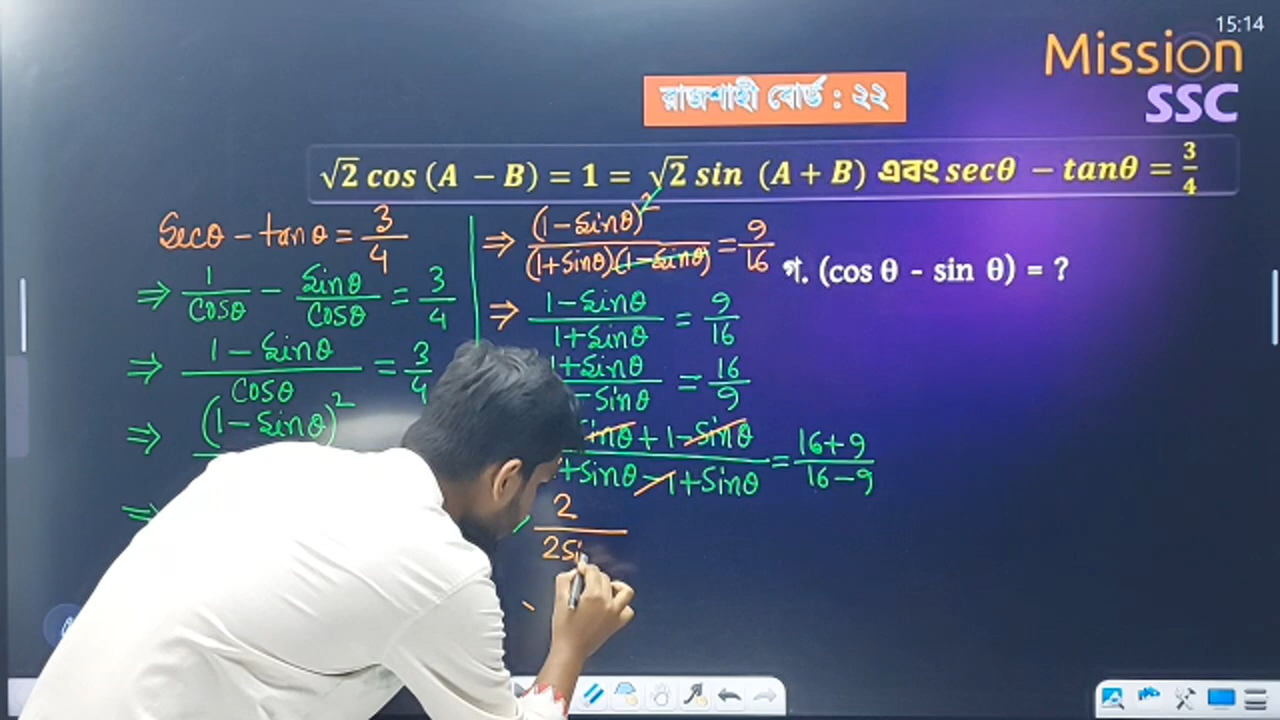 15:14
Mission
SSC
রাজশাহী বোর্ড : ২২
√2 cos (A − B) = 1 = √2 sin (A + B) এবং secθ − tanθ = 3/4
গ. (cos θ - sin θ) = ?
Secθ − tanθ = 3/4
⇒ 1/cosθ − Sinθ/cosθ = 3/4
⇒ (1 − Sinθ)/cosθ = 3/4
⇒ (1 − Sinθ)²
⇒
⇒ (1 − Sinθ)²/(1+Sinθ)(1−Sinθ) = 9/16
⇒ (1−Sinθ)/(1+Sinθ) = 9/16
1+Sinθ/−Sinθ = 16/9
inθ + 1 − Sinθ/+Sinθ − 1 + Sinθ = (16+9)/(16−9)
2/2Si